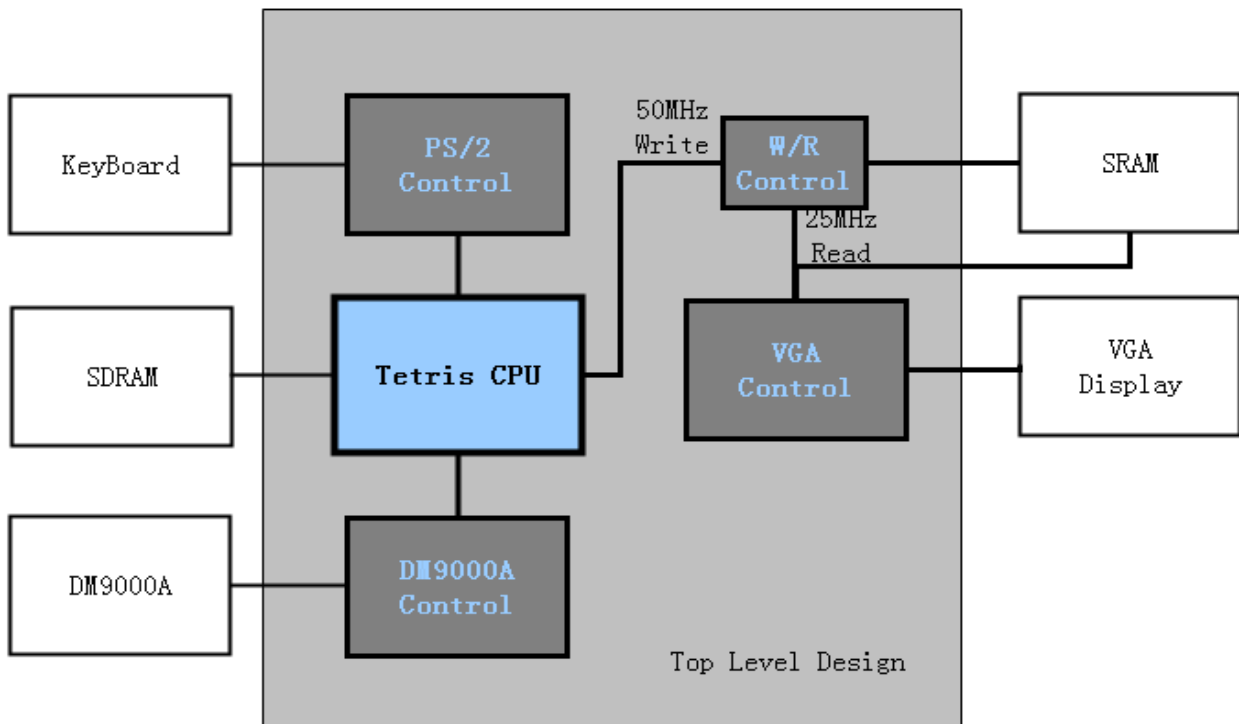 KeyBoard
PS/2
Control
50MHz
Write
W/R
Control
SRAM
25MHz
Read
SDRAM
Tetris CPU
VGA
Control
VGA
Display
DM9000A
DM9000A
Control
Top Level Design